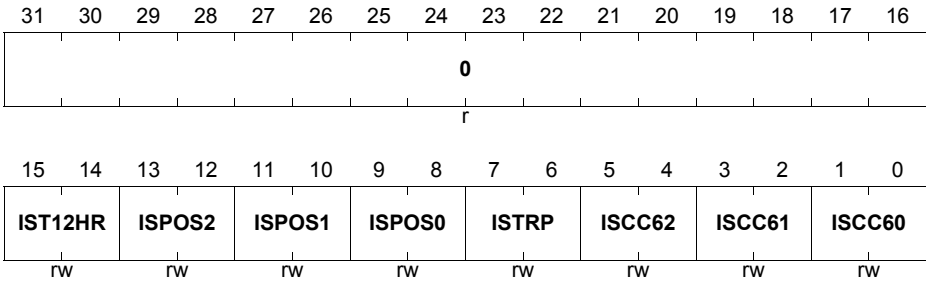 31 30 29 28 27 26 25 24 23 22 21 20 19 18 17 16
0
r
15 14 13 12 11 10 9 8 7 6 5 4 3 2 1 0
IST12HR ISPOS2 ISPOS1 ISPOS0 ISTRP ISCC62 ISCC61 ISCC60
rw rw rw rw rw rw rw rw